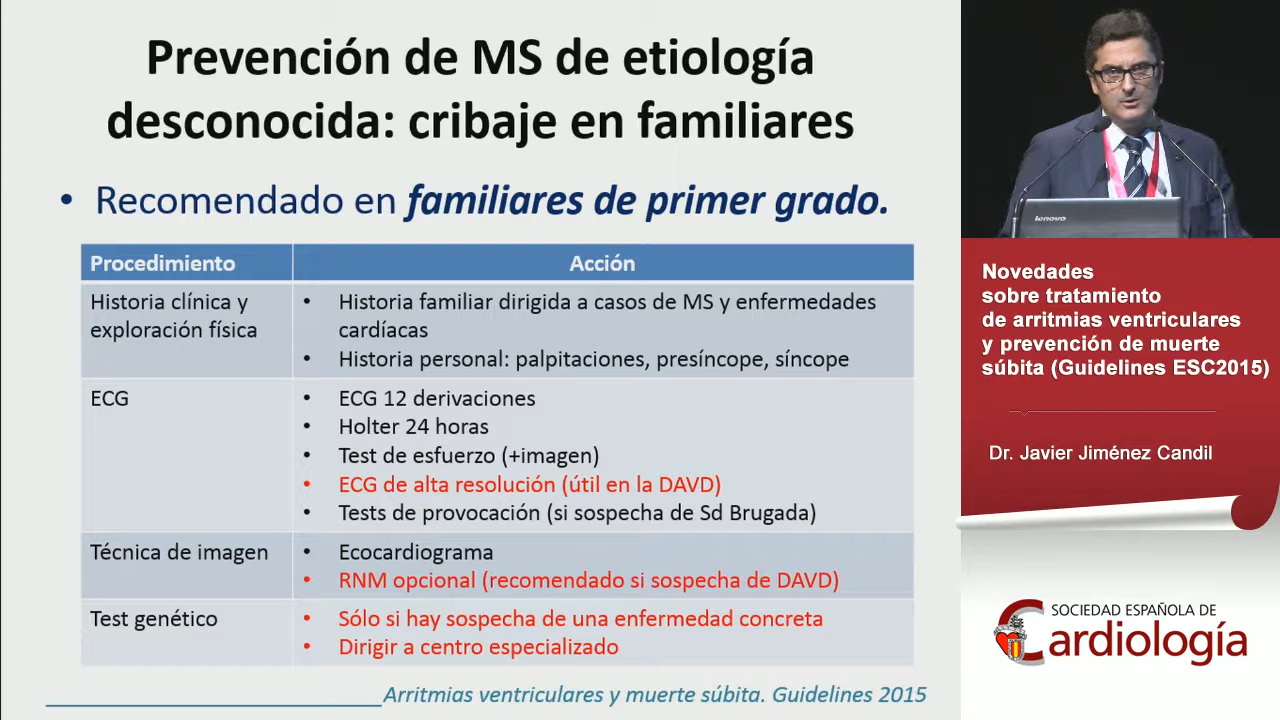 Prevención de MS de etiología
desconocida: cribaje en familiares
• Recomendado en familiares de primer grado.
Procedimiento
Acción
Historia clínica y
exploración física
• Historia familiar dirigida a casos de MS y enfermedades
cardíacas
• Historia personal: palpitaciones, presíncope, síncope
ECG
• ECG 12 derivaciones
• Holter 24 horas
• Test de esfuerzo (+imagen)
• ECG de alta resolución (útil en la DAVD)
• Tests de provocación (si sospecha de Sd Brugada)
Técnica de imagen
• Ecocardiograma
• RNM opcional (recomendado si sospecha de DAVD)
Test genético
• Sólo si hay sospecha de una enfermedad concreta
• Dirigir a centro especializado
Arritmias ventriculares y muerte súbita. Guidelines 2015
lenovo
Novedades
sobre tratamiento
de arritmias ventriculares
y prevención de muerte
súbita (Guidelines ESC2015)
Dr. Javier Jiménez Candil
SOCIEDAD ESPAÑOLA DE
Cardiología